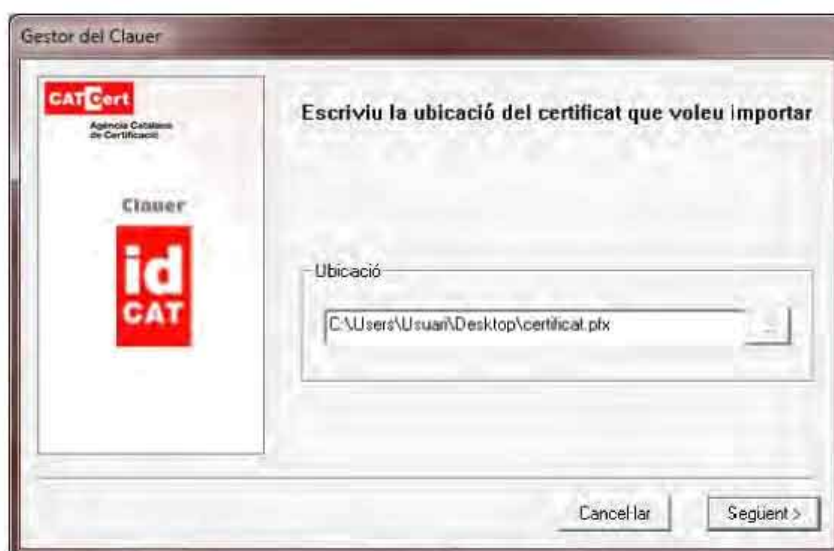 Gestor del Clauer
CATCert
Agència Catalana
de Certificació
Clauer
id
CAT
Escriviu la ubicació del certificat que voleu importar
Ubicació
C:\Users\Usuari\Desktop\certificat.pfx
...
Cancel·lar
Següent >